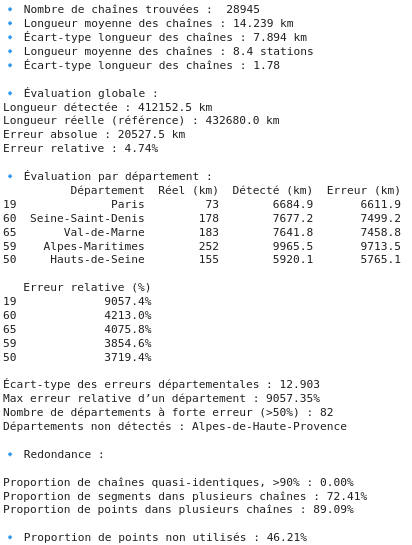 🔹 Nombre de chaînes trouvées :  28945
🔹 Longueur moyenne des chaînes : 14.239 km
🔹 Écart-type longueur des chaînes : 7.894 km
🔹 Longueur moyenne des chaînes : 8.4 stations
🔹 Écart-type longueur des chaînes : 1.78
🔹 Évaluation globale :
Longueur détectée : 412152.5 km
Longueur réelle (référence) : 432680.0 km
Erreur absolue : 20527.5 km
Erreur relative : 4.74%
🔹 Évaluation par département :
Département  Réel (km)  Détecté (km)  Erreur (km)
19              Paris         73        6684.9       6611.9
60  Seine-Saint-Denis        178        7677.2       7499.2
65       Val-de-Marne        183        7641.8       7458.8
59    Alpes-Maritimes        252        9965.5       9713.5
50     Hauts-de-Seine        155        5920.1       5765.1
Erreur relative (%)
19             9057.4%
60             4213.0%
65             4075.8%
59             3854.6%
50             3719.4%
Écart-type des erreurs départementales : 12.903
Max erreur relative d’un département : 9057.35%
Nombre de départements à forte erreur (>50%) : 82
Départements non détectés : Alpes-de-Haute-Provence
🔹 Redondance :
Proportion de chaînes quasi-identiques, >90% : 0.00%
Proportion de segments dans plusieurs chaînes : 72.41%
Proportion de points dans plusieurs chaînes : 89.09%
🔹 Proportion de points non utilisés : 46.21%